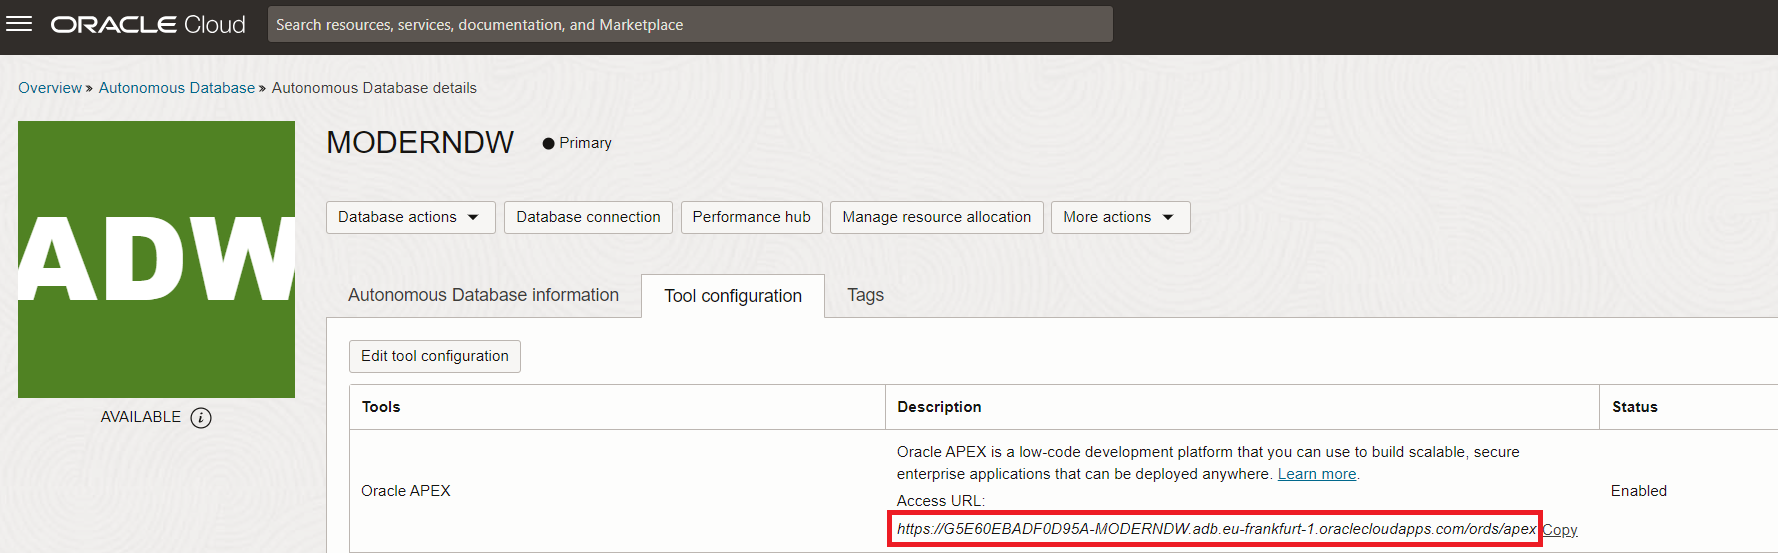 ORACLE Cloud
Search resources, services, documentation, and Marketplace
Overview » Autonomous Database » Autonomous Database details
ADW
AVAILABLE i
MODERNDW
Primary
Database actions
Database connection
Performance hub
Manage resource allocation
More actions
Autonomous Database information
Tool configuration
Tags
Edit tool configuration
Tools
Description
Status
Oracle APEX
Oracle APEX is a low-code development platform that you can use to build scalable, secure
enterprise applications that can be deployed anywhere. Learn more.
Access URL:
https://G5E60EBADF0D95A-MODERNDW.adb.eu-frankfurt-1.oraclecloudapps.com/ords/apex Copy
Enabled